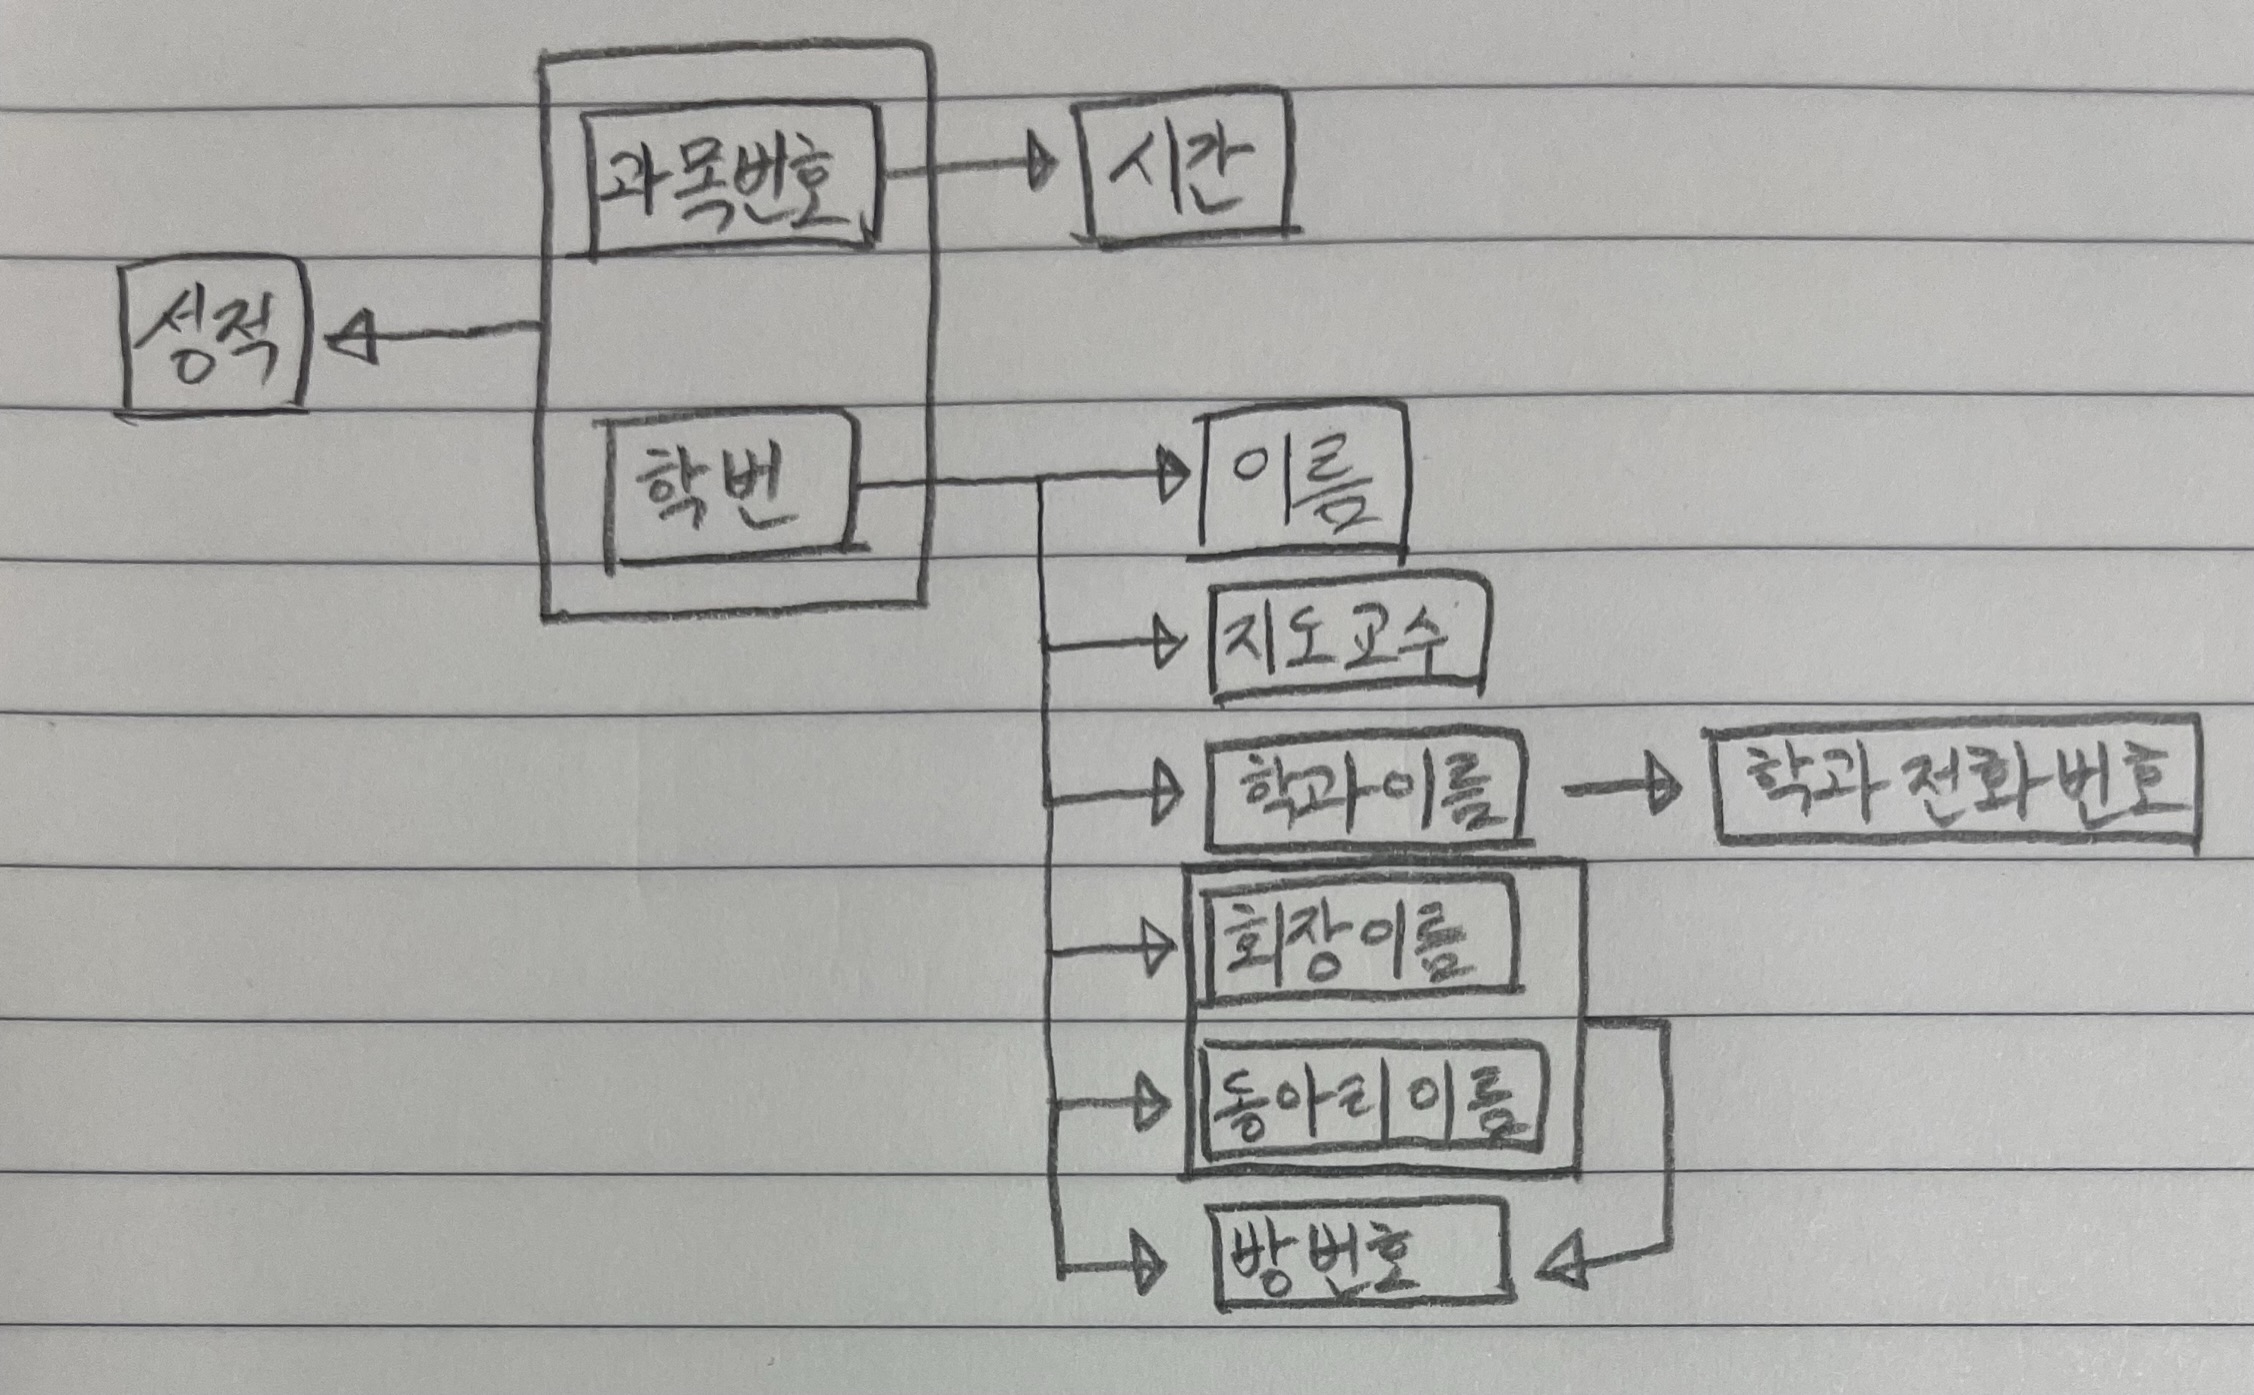 과목번호 시간
성적
학번 이름
지도교수
학과이름 학과 전화 번호
회장이름
동아리 이름
방 번호